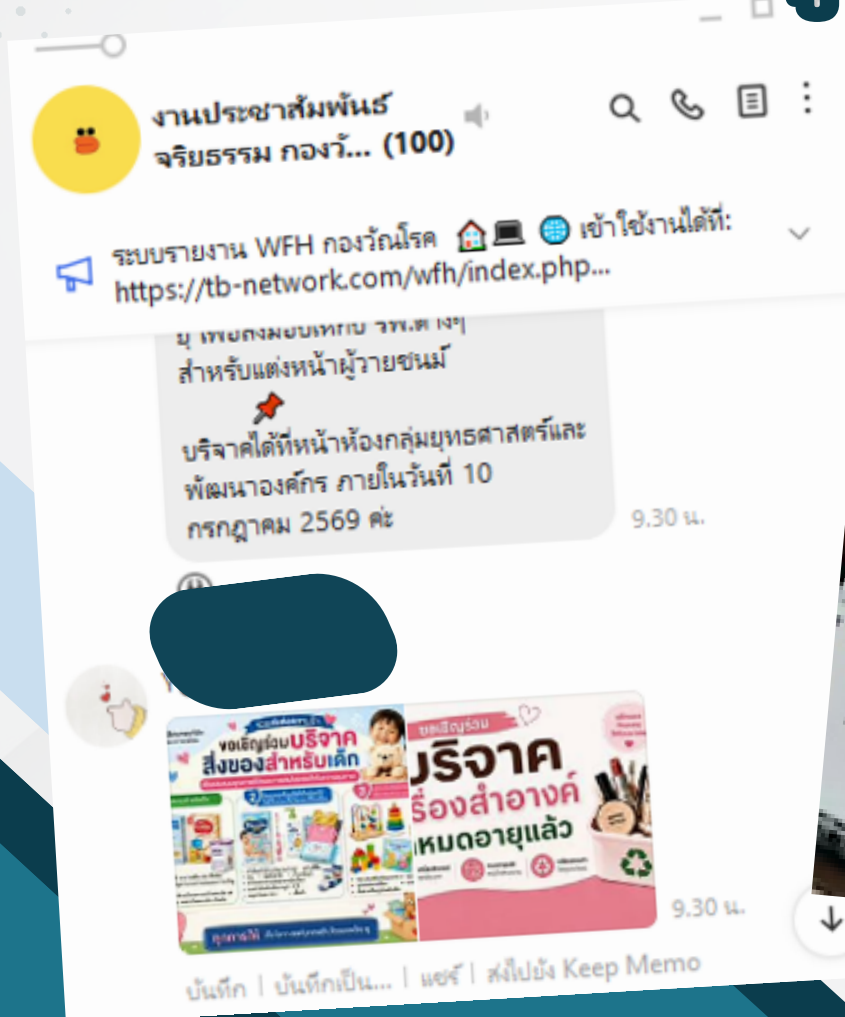 งานประชาสัมพันธ์
จริยธรรม กองวั... (100)
ระบบรายงาน WFH กองวัณโรค 🏠💻 🌐 เข้าใช้งานได้ที่:
https://tb-network.com/wfh/index.php...
สำหรับแต่งหน้าผู้วายชนม์
📌
บริจาคได้ที่หน้าห้องกลุ่มยุทธศาสตร์และ
พัฒนาองค์กร ภายในวันที่ 10
กรกฎาคม 2569 ค่ะ
9.30 น.
ขอเชิญร่วมบริจาค
สิ่งของสำหรับเด็ก
2
3
ทุกการให้
ขอเชิญร่วม
บริจาค
รื่องสำอางค์
หมดอายุแล้ว
9.30 น.
บันทึก | บันทึกเป็น... | แชร์ | ส่งไปยัง Keep Memo